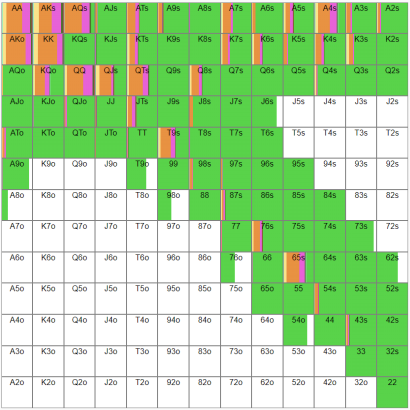 AA AKs AQs AJs ATs A9s A8s A7s A6s A5s A4s A3s A2s
AKo KK KQs KJs KTs K9s K8s K7s K6s K5s K4s K3s K2s
AQo KQo QQ QJs QTs Q9s Q8s Q7s Q6s Q5s Q4s Q3s Q2s
AJo KJo QJo JJ JTs J9s J8s J7s J6s J5s J4s J3s J2s
ATo KTo QTo JTo TT T9s T8s T7s T6s T5s T4s T3s T2s
A9o K9o Q9o J9o T9o 99 98s 97s 96s 95s 94s 93s 92s
A8o K8o Q8o J8o T8o 98o 88 87s 86s 85s 84s 83s 82s
A7o K7o Q7o J7o T7o 97o 87o 77 76s 75s 74s 73s 72s
A6o K6o Q6o J6o T6o 96o 86o 76o 66 65s 64s 63s 62s
A5o K5o Q5o J5o T5o 95o 85o 75o 65o 55 54s 53s 52s
A4o K4o Q4o J4o T4o 94o 84o 74o 64o 54o 44 43s 42s
A3o K3o Q3o J3o T3o 93o 83o 73o 63o 53o 43o 33 32s
A2o K2o Q2o J2o T2o 92o 82o 72o 62o 52o 42o 32o 22